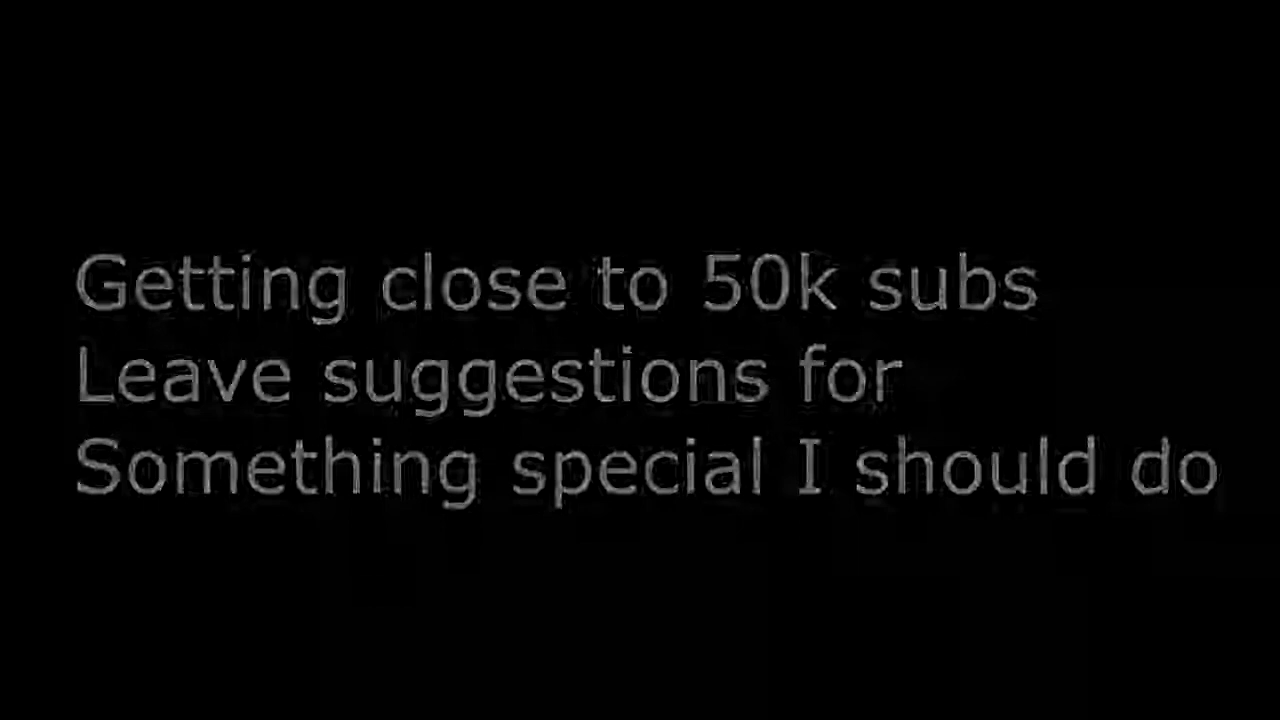 Getting close to 50k subs
Leave suggestions for
Something special I should do